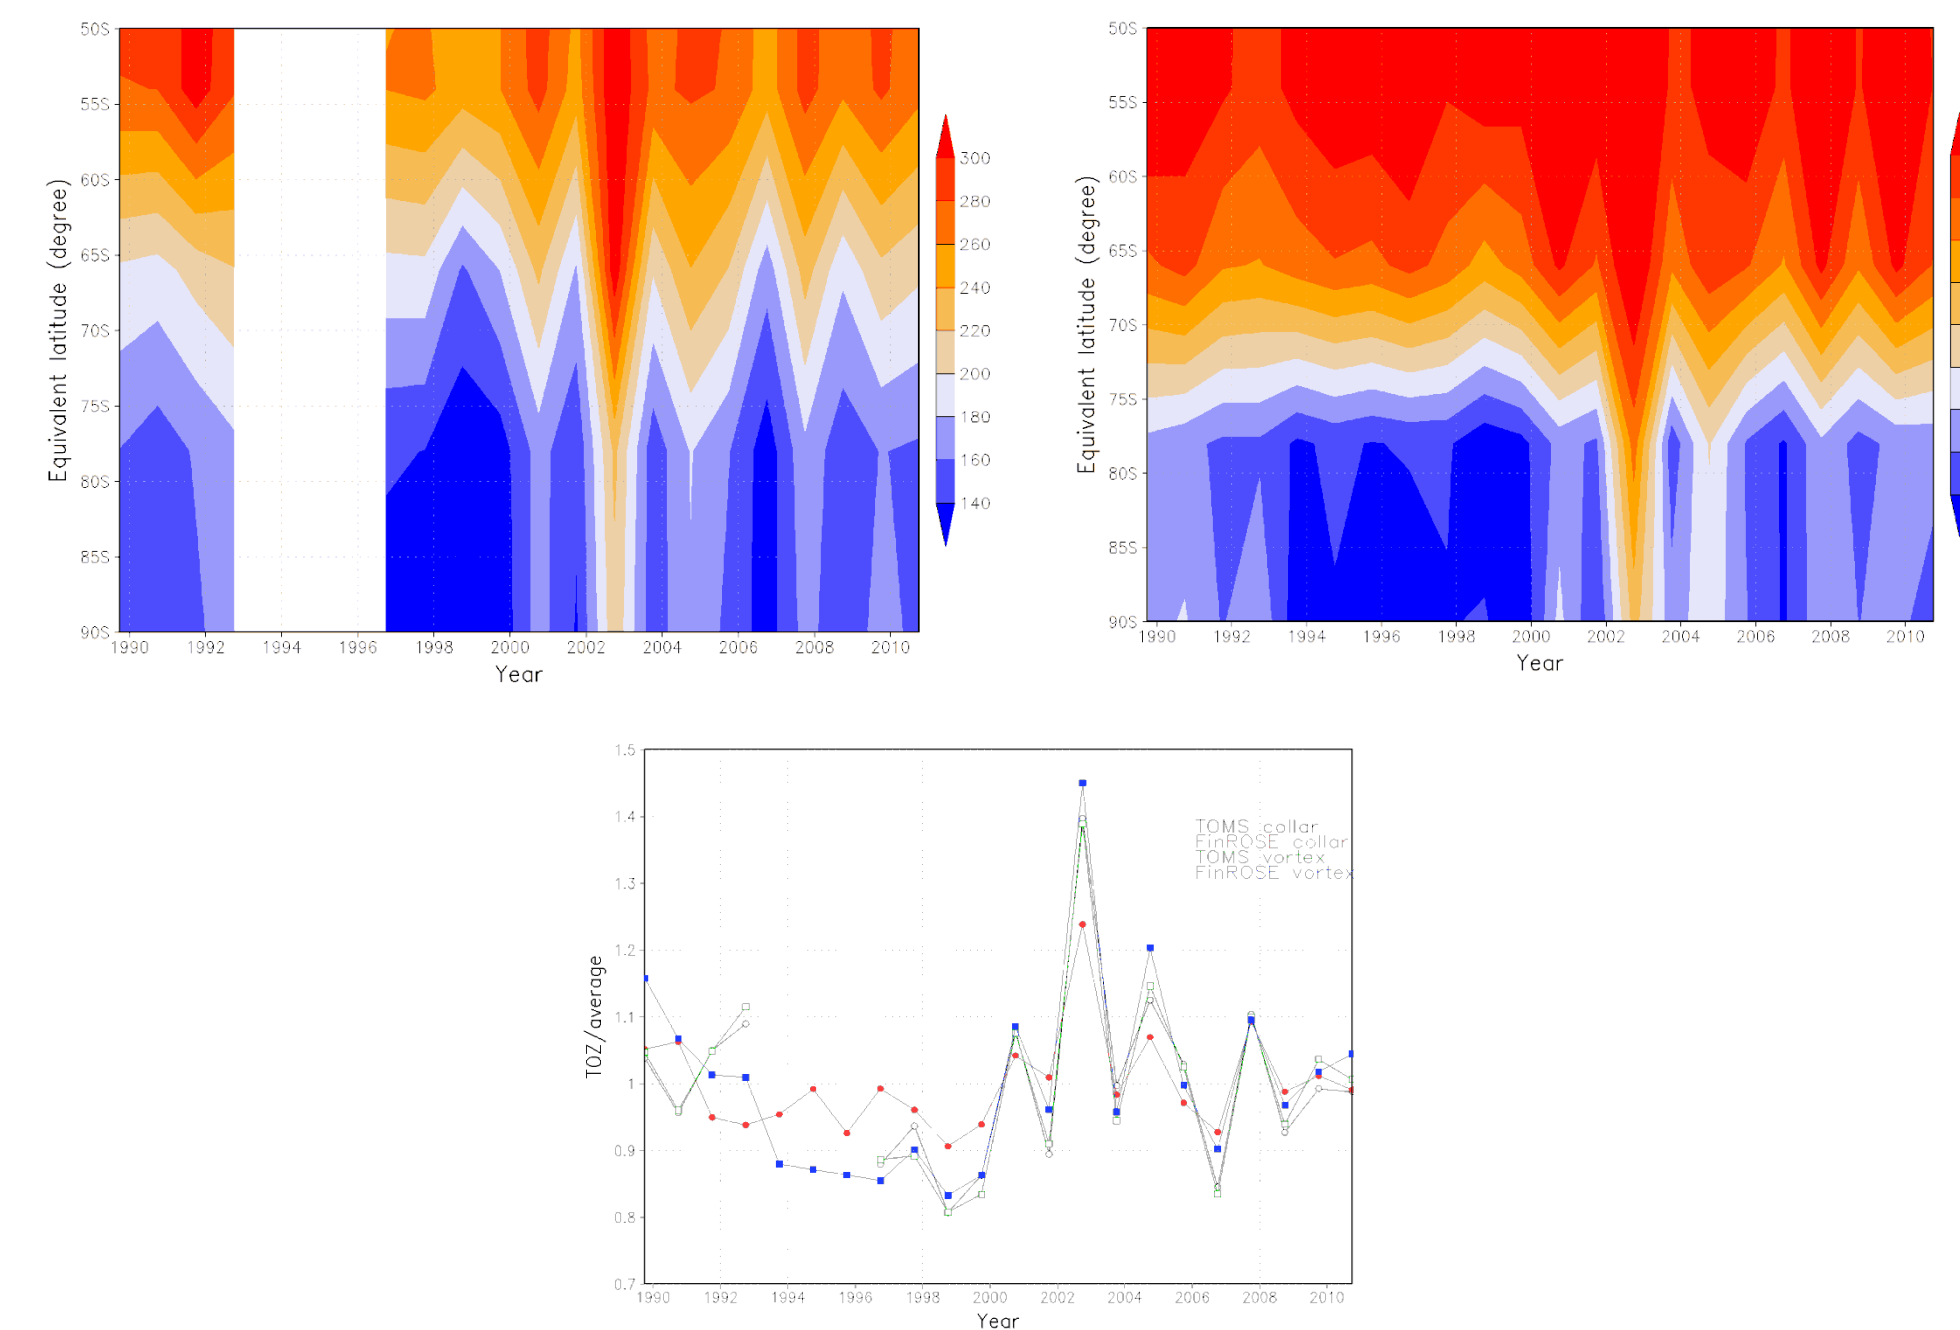 50S
55S
60S
65S
70S
75S
80S
85S
90S
Equivalent latitude (degree)
1990 1992 1994 1996 1998 2000 2002 2004 2006 2008 2010
Year
300
280
260
240
220
200
180
160
140
50S
55S
60S
65S
70S
75S
80S
85S
90S
Equivalent latitude (degree)
1990 1992 1994 1996 1998 2000 2002 2004 2006 2008 2010
Year
1.5
1.4
1.3
1.2
1.1
1
0.9
0.8
0.7
TOZ/average
TOMS collar
FinROSE collar
TOMS vortex
FinROSE vortex
1990 1992 1994 1996 1998 2000 2002 2004 2006 2008 2010
Year